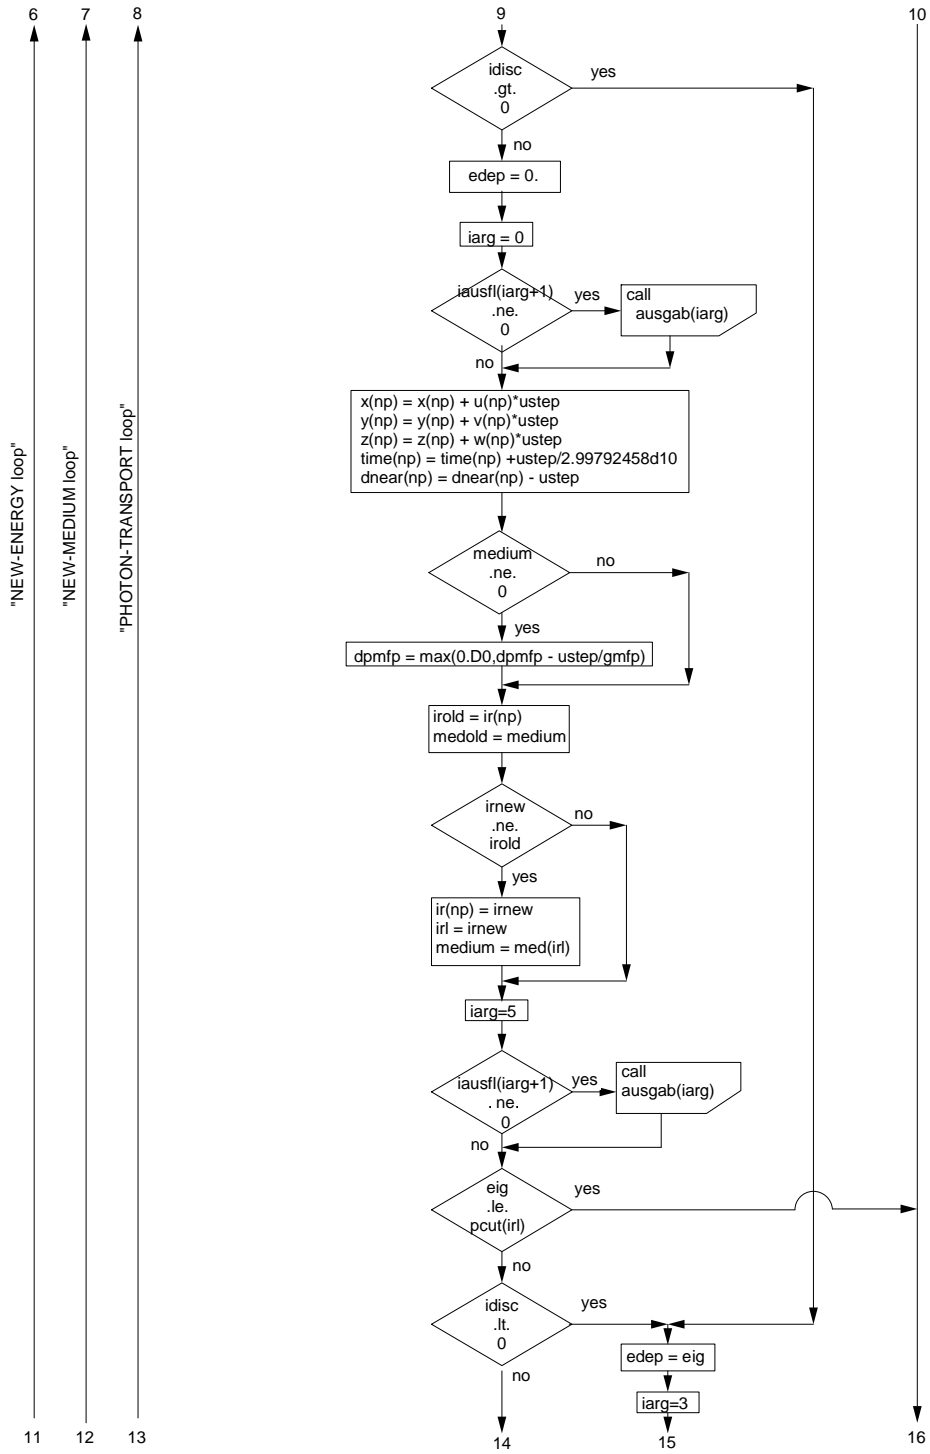 6
7
8
9
10
idisc
.gt.
0
yes
no
edep = 0.
iarg = 0
iausfl(iarg+1)
.ne.
0
yes
call
ausgab(iarg)
no
x(np) = x(np) + u(np)*ustep
y(np) = y(np) + v(np)*ustep
z(np) = z(np) + w(np)*ustep
time(np) = time(np) +ustep/2.99792458d10
dnear(np) = dnear(np) - ustep
"NEW-ENERGY loop"
"NEW-MEDIUM loop"
"PHOTON-TRANSPORT loop"
medium
.ne.
0
no
yes
dpmfp = max(0.D0,dpmfp - ustep/gmfp)
irold = ir(np)
medold = medium
irnew
.ne.
irold
no
yes
ir(np) = irnew
irl = irnew
medium = med(irl)
iarg=5
iausfl(iarg+1)
. ne.
0
yes
call
ausgab(iarg)
no
eig
.le.
pcut(irl)
yes
no
idisc
.lt.
0
yes
no
edep = eig
iarg=3
11
12
13
14
15
16